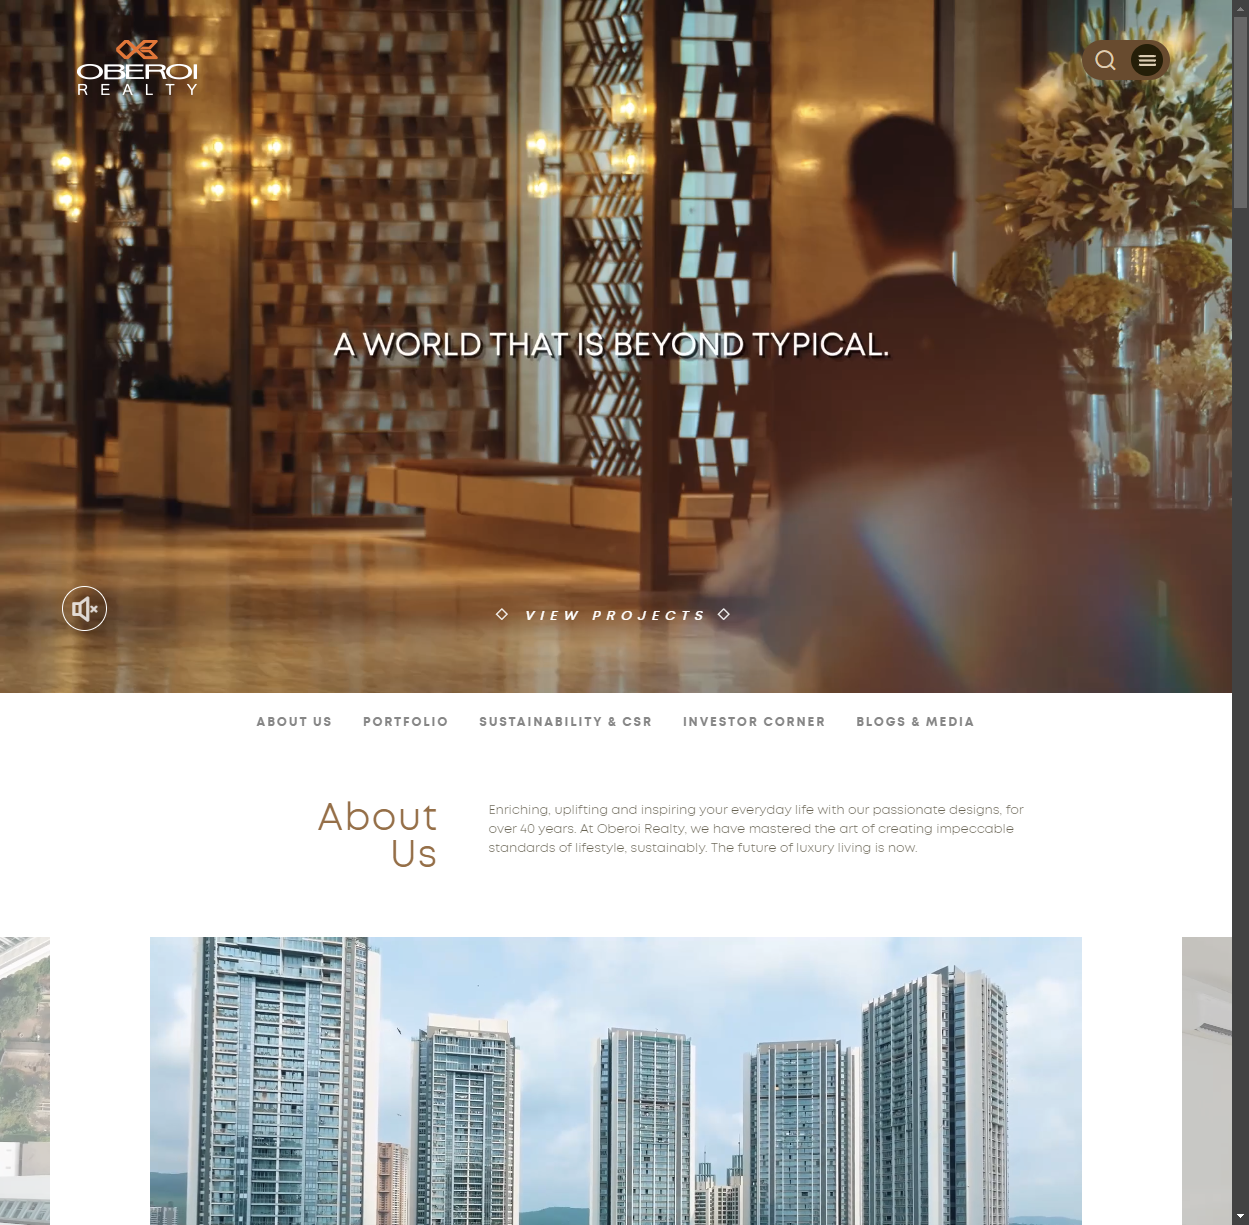 OBEROI
REALTY
A WORLD THAT IS BEYOND TYPICAL.
VIEW PROJECTS
ABOUT US PORTFOLIO SUSTAINABILITY & CSR INVESTOR CORNER BLOGS & MEDIA
About
Us
Enriching, uplifting and inspiring your everyday life with our passionate designs, for
over 40 years. At Oberoi Realty, we have mastered the art of creating impeccable
standards of lifestyle, sustainably. The future of luxury living is now.